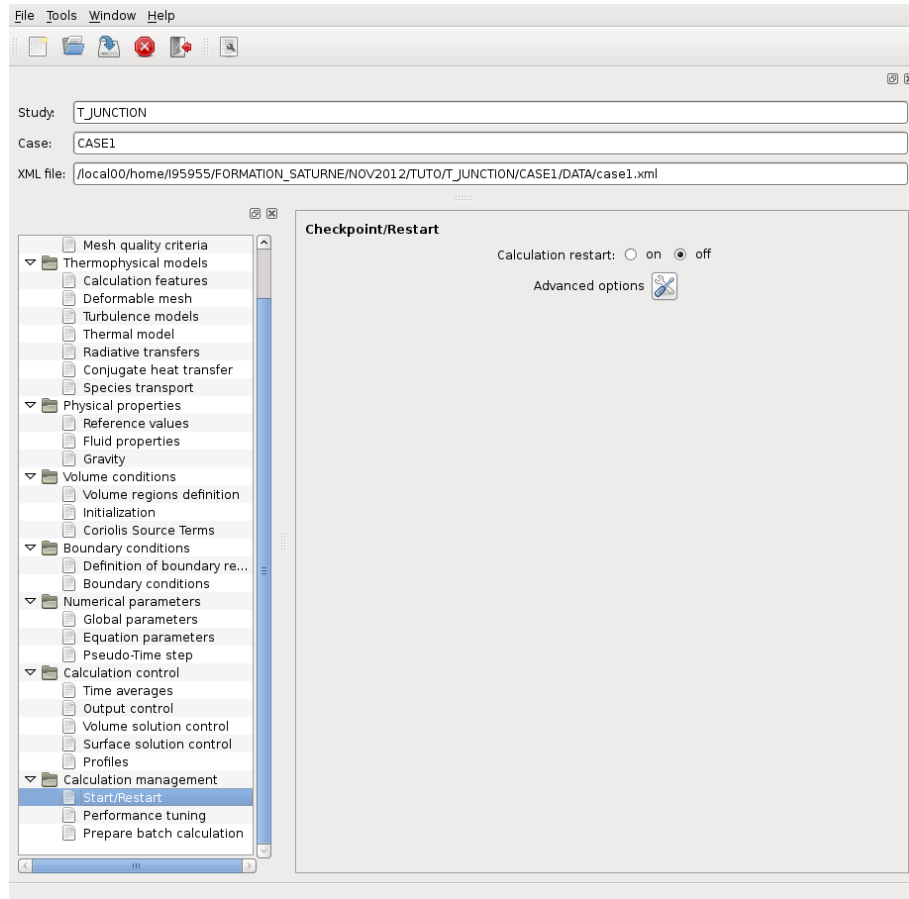 File Tools Window Help
Study: T_JUNCTION
Case: CASE1
XML file: /local00/home/I95955/FORMATION_SATURNE/NOV2012/TUTO/T_JUNCTION/CASE1/DATA/case1.xml
Mesh quality criteria
Thermophysical models
Calculation features
Deformable mesh
Turbulence models
Thermal model
Radiative transfers
Conjugate heat transfer
Species transport
Physical properties
Reference values
Fluid properties
Gravity
Volume conditions
Volume regions definition
Initialization
Coriolis Source Terms
Boundary conditions
Definition of boundary re...
Boundary conditions
Numerical parameters
Global parameters
Equation parameters
Pseudo-Time step
Calculation control
Time averages
Output control
Volume solution control
Surface solution control
Profiles
Calculation management
Start/Restart
Performance tuning
Prepare batch calculation
Checkpoint/Restart
Calculation restart: on off
Advanced options